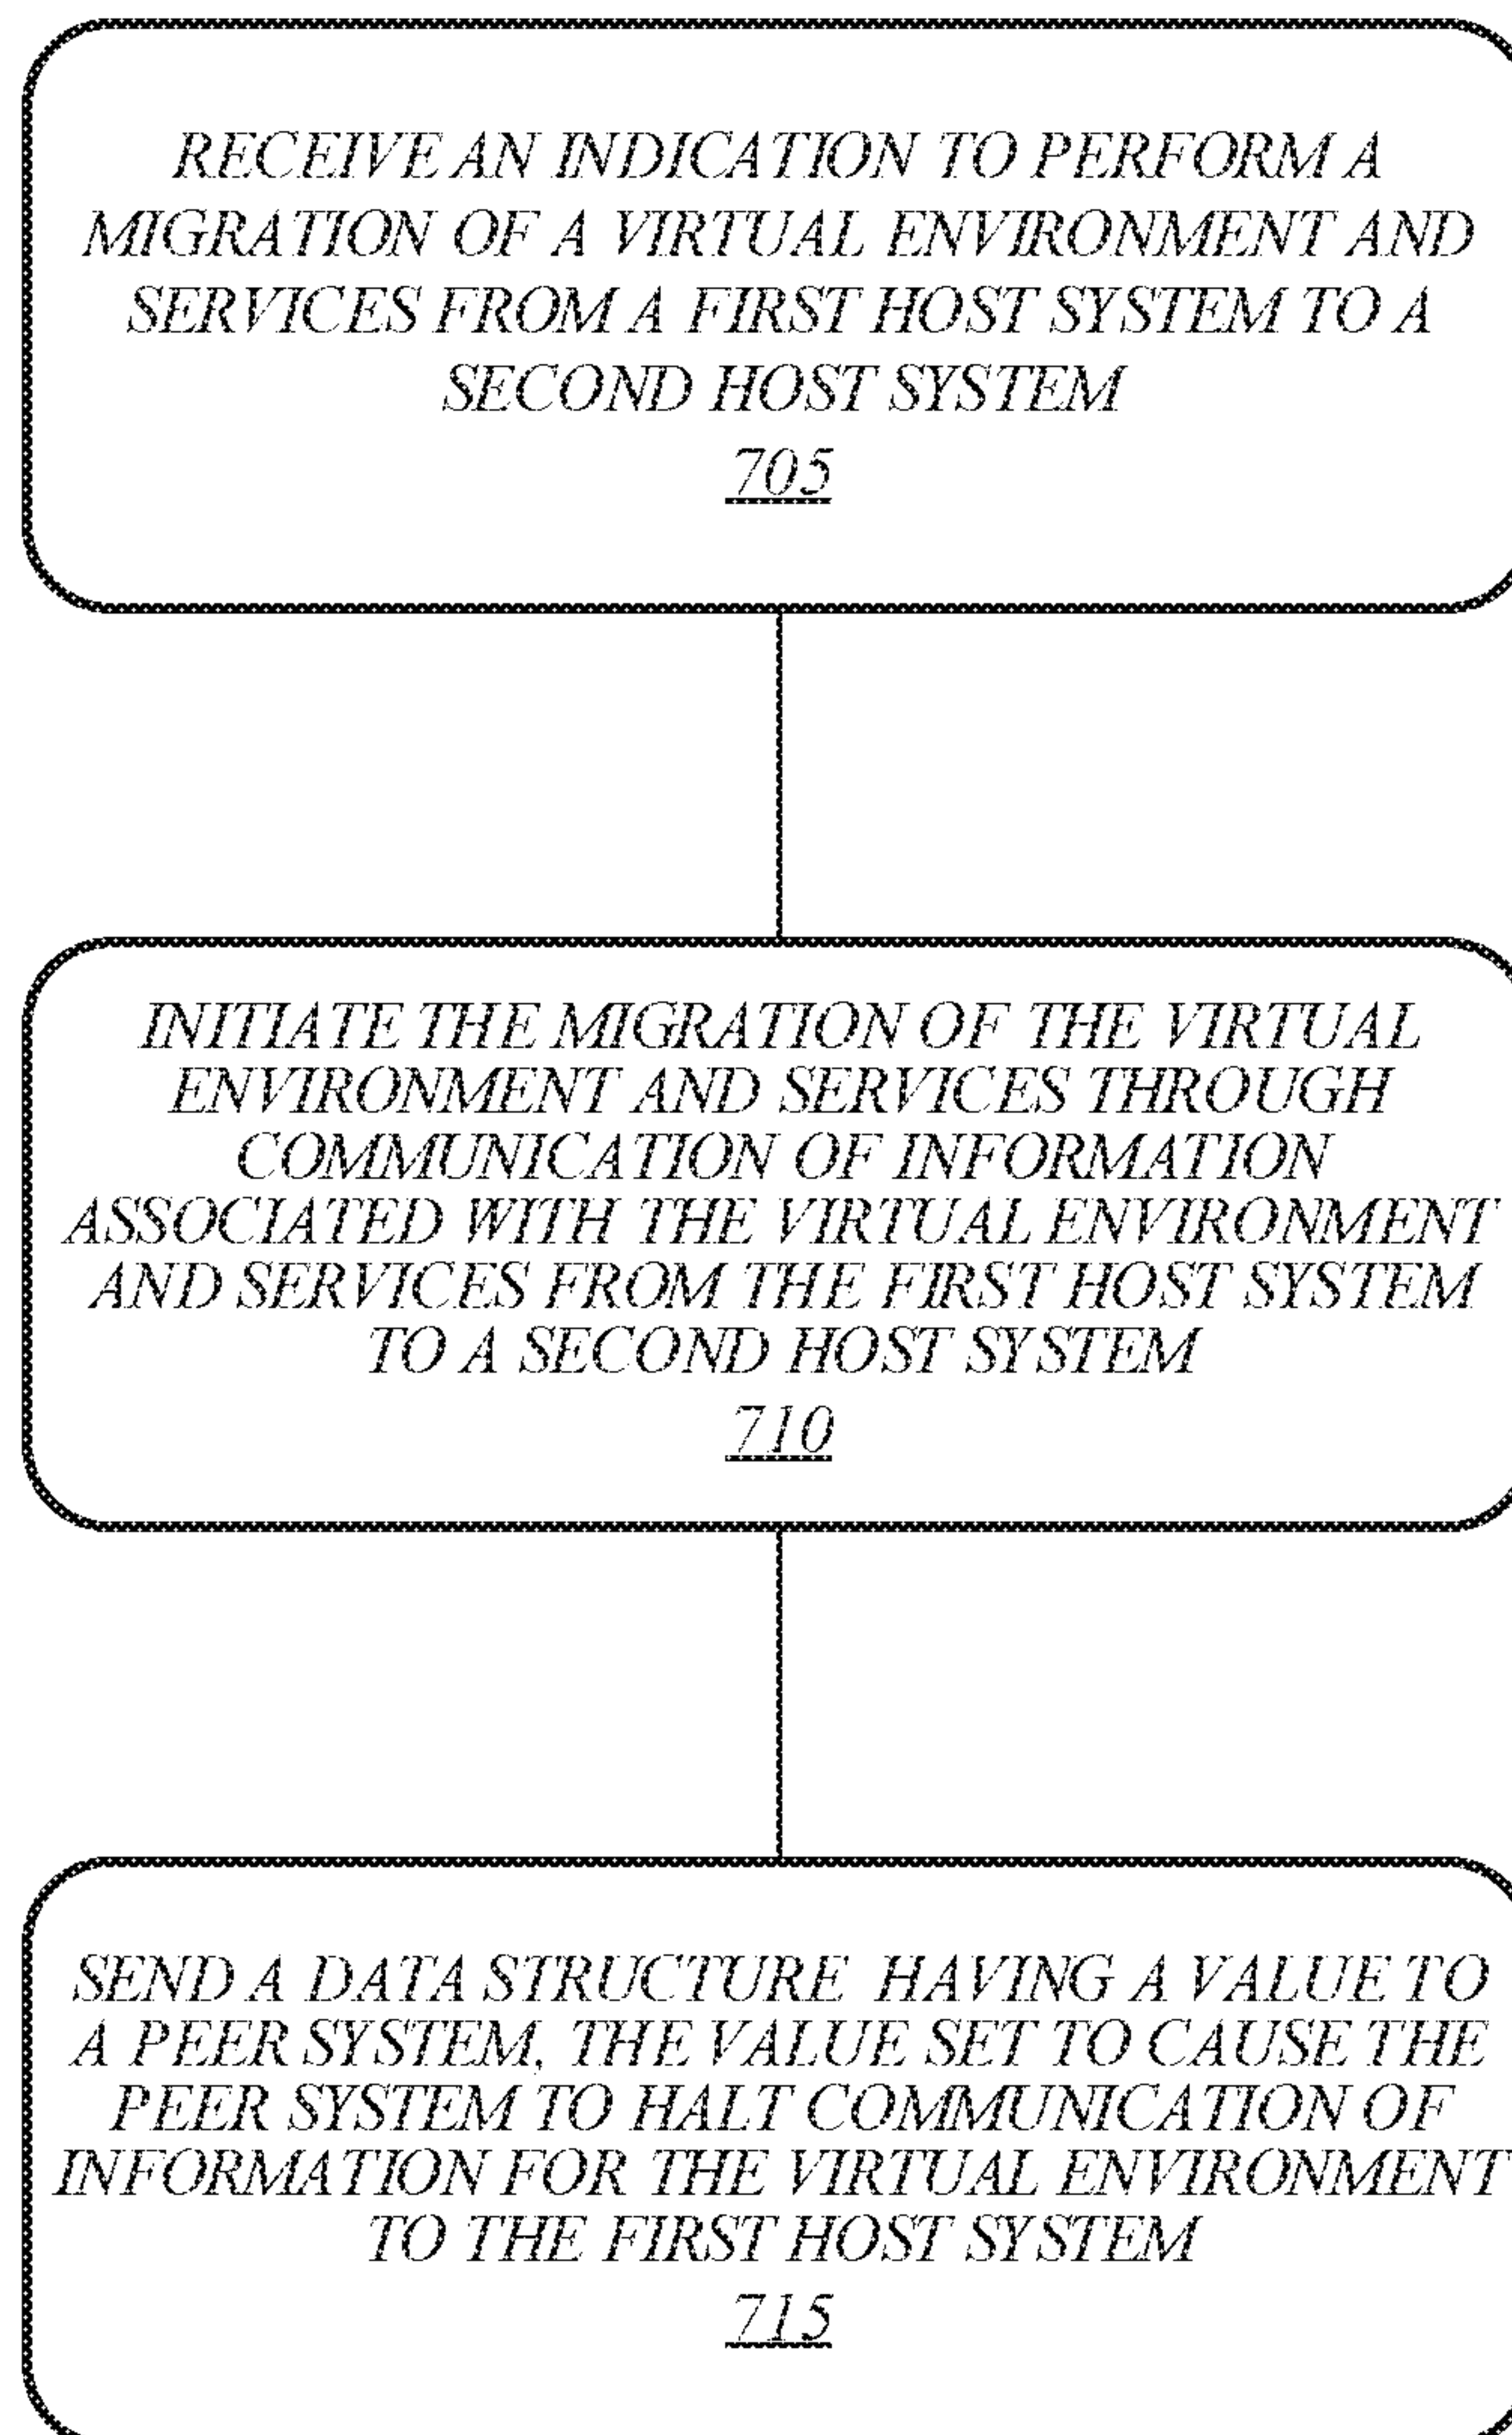 RECEIVE AN INDICATION TO PERFORM A
MIGRATION OF A VIRTUAL ENVIRONMENT AND
SERVICES FROM A FIRST HOST SYSTEM TO A
SECOND HOST SYSTEM
705
INITIATE THE MIGRATION OF THE VIRTUAL
ENVIRONMENT AND SERVICES THROUGH
COMMUNICATION OF INFORMATION
ASSOCIATED WITH THE VIRTUAL ENVIRONMENT
AND SERVICES FROM THE FIRST HOST SYSTEM
TO A SECOND HOST SYSTEM
710
SEND A DATA STRUCTURE HAVING A VALUE TO
A PEER SYSTEM, THE VALUE SET TO CAUSE THE
PEER SYSTEM TO HALT COMMUNICATION OF
INFORMATION FOR THE VIRTUAL ENVIRONMENT
TO THE FIRST HOST SYSTEM
715